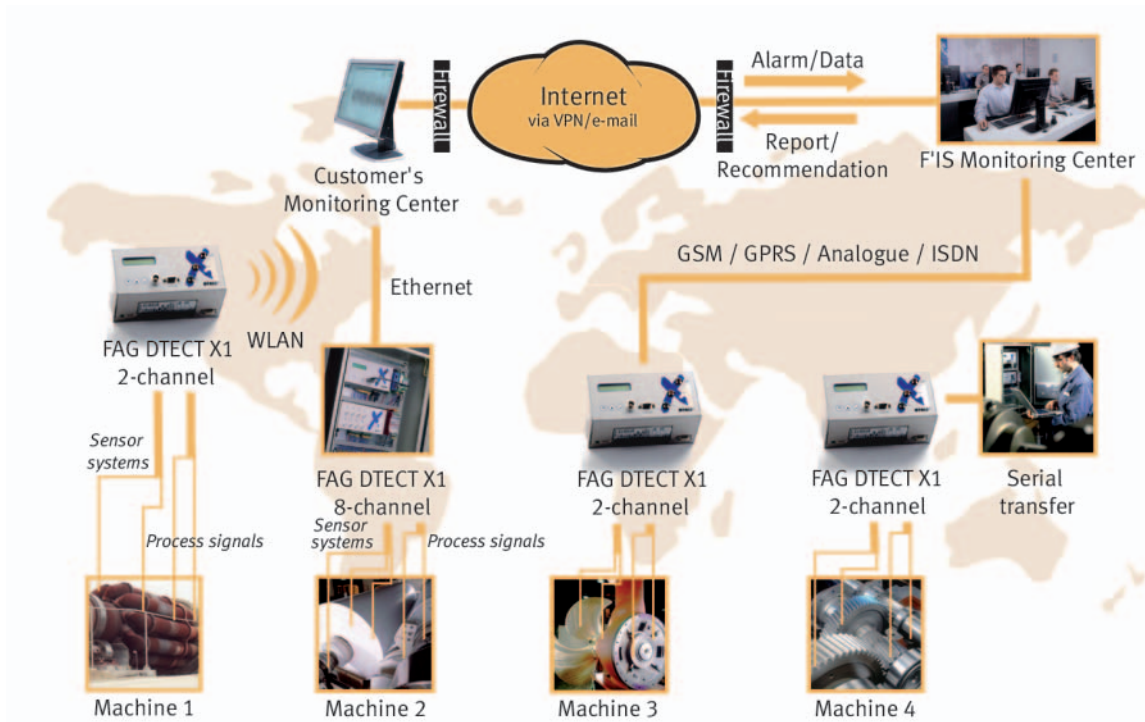 Firewall
Internet
via VPN/e-mail
Firewall
Alarm/Data
Report/
Recommendation
F'IS Monitoring Center
Customer's
Monitoring Center
GSM / GPRS / Analogue / ISDN
Ethernet
WLAN
FAG DTECT X1
2-channel
Sensor
systems
Process signals
FAG DTECT X1
8-channel
Sensor
systems
Process signals
FAG DTECT X1
2-channel
FAG DTECT X1
2-channel
Serial
transfer
Machine 1
Machine 2
Machine 3
Machine 4